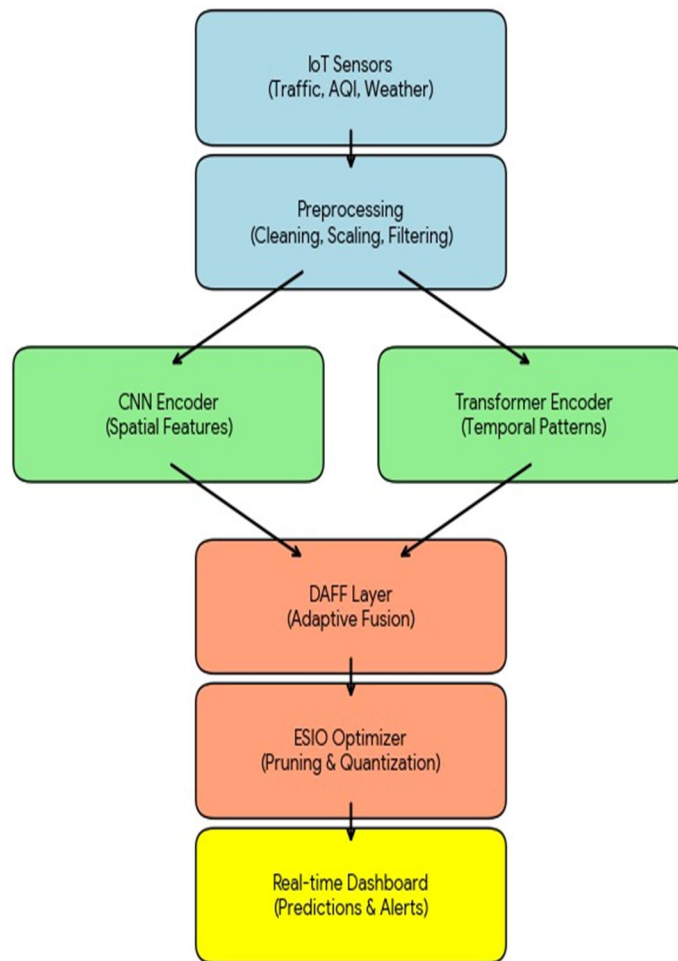 IoT Sensors
(Traffic, AQI, Weather)
Preprocessing
(Cleaning, Scaling, Filtering)
CNN Encoder
(Spatial Features)
Transformer Encoder
(Temporal Patterns)
DAFF Layer
(Adaptive Fusion)
ESIO Optimizer
(Pruning & Quantization)
Real-time Dashboard
(Predictions & Alerts)